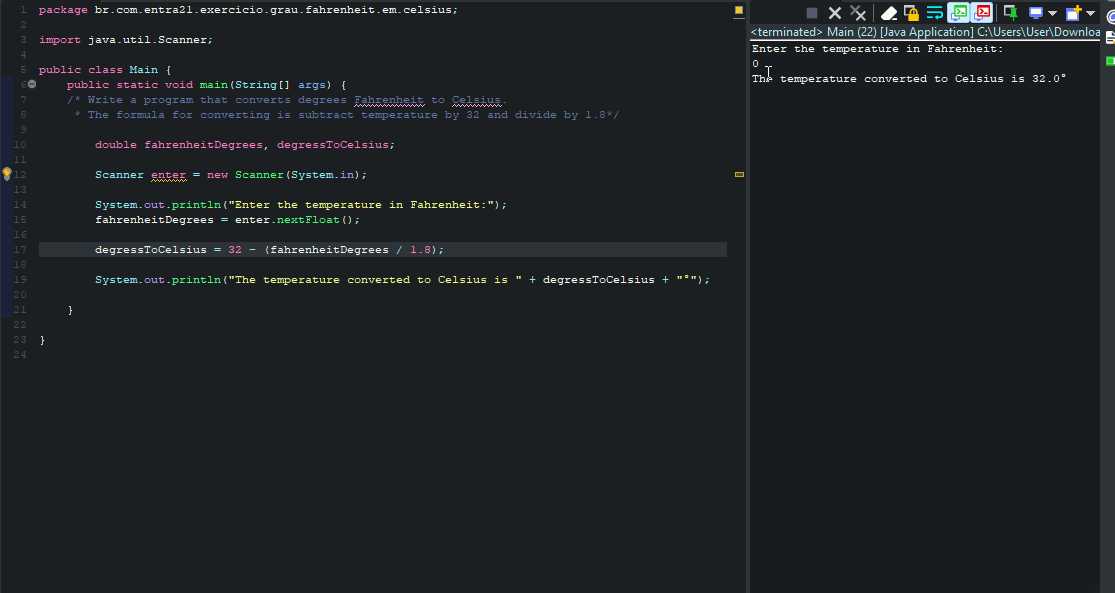 1 package br.com.entra21.exercicio.grau.fahrenheit.em.celsius;
2
3 import java.util.Scanner;
4
5 public class Main {
6 public static void main(String[] args) {
7 /* Write a program that converts degrees Fahrenheit to Celsius.
8 * The formula for converting is subtract temperature by 32 and divide by 1.8*/
9
10 double fahrenheitDegrees, degressToCelsius;
11
12 Scanner enter = new Scanner(System.in);
13
14 System.out.println("Enter the temperature in Fahrenheit:");
15 fahrenheitDegrees = enter.nextFloat();
16
17 degressToCelsius = 32 - (fahrenheitDegrees / 1.8);
18
19 System.out.println("The temperature converted to Celsius is " + degressToCelsius + "°");
20
21 }
22
23 }
24
<terminated> Main (22) [Java Application] C:\Users\User\Downloa
Enter the temperature in Fahrenheit:
0
The temperature converted to Celsius is 32.0°